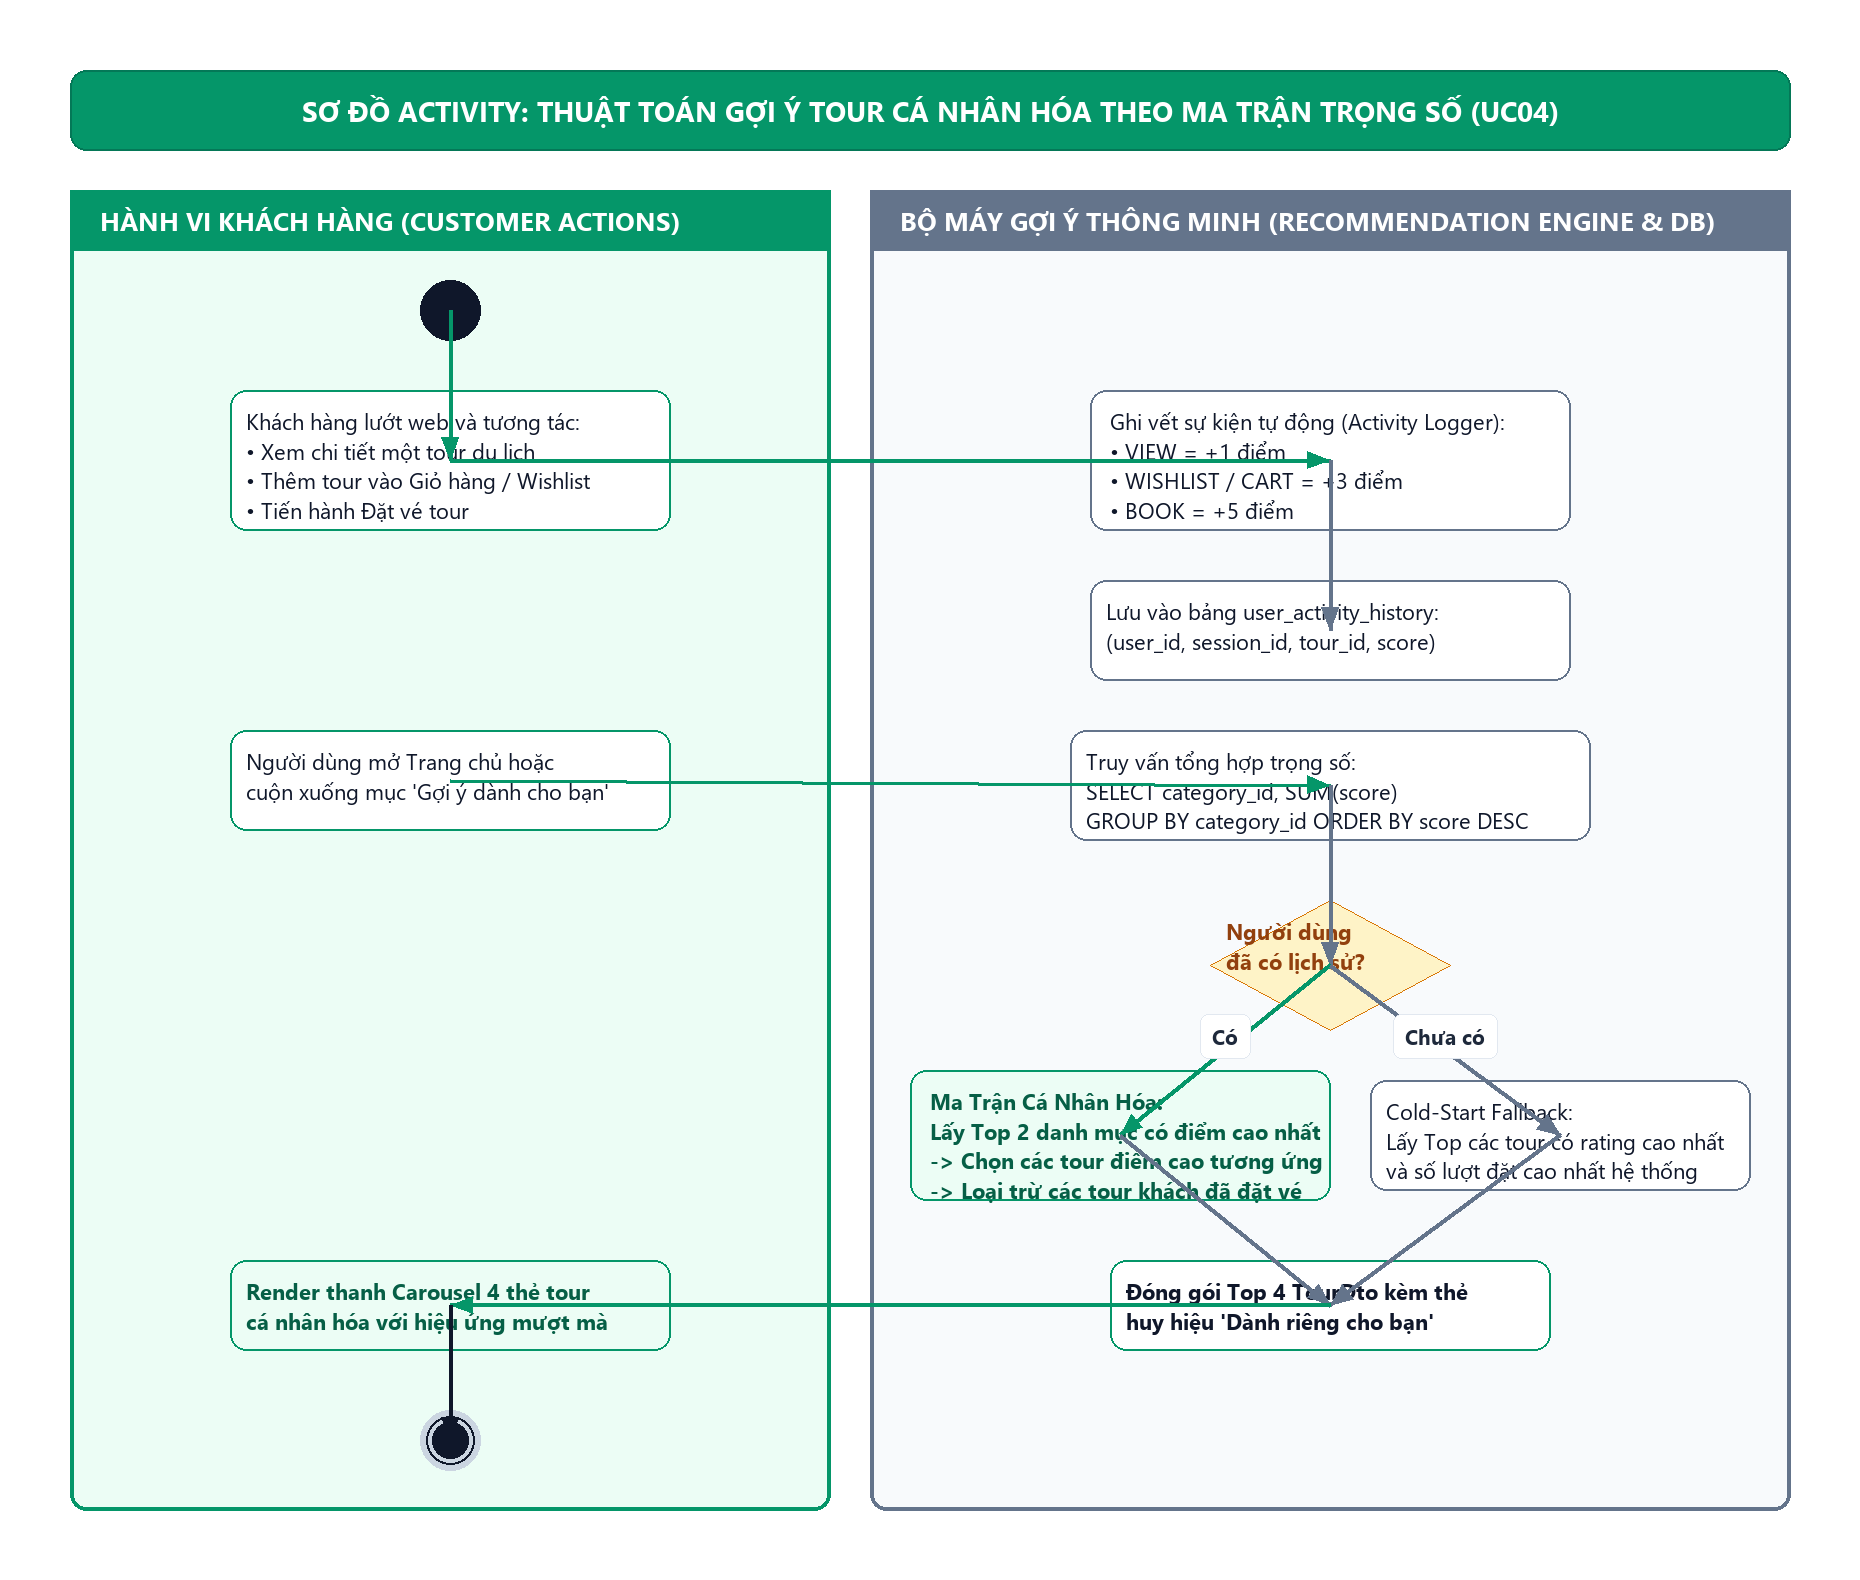 SƠ ĐỒ ACTIVITY: THUẬT TOÁN GỢI Ý TOUR CÁ NHÂN HÓA THEO MA TRẬN TRỌNG SỐ (UC04)
HÀNH VI KHÁCH HÀNG (CUSTOMER ACTIONS)
BỘ MÁY GỢI Ý THÔNG MINH (RECOMMENDATION ENGINE & DB)
Khách hàng lướt web và tương tác:
• Xem chi tiết một tour du lịch
• Thêm tour vào Giỏ hàng / Wishlist
• Tiến hành Đặt vé tour
Ghi vết sự kiện tự động (Activity Logger):
• VIEW = +1 điểm
• WISHLIST / CART = +3 điểm
• BOOK = +5 điểm
Lưu vào bảng user_activity_history:
(user_id, session_id, tour_id, score)
Người dùng mở Trang chủ hoặc
cuộn xuống mục 'Gợi ý dành cho bạn'
Truy vấn tổng hợp trọng số:
SELECT category_id, SUM(score)
GROUP BY category_id ORDER BY score DESC
Người dùng
đã có lịch sử?
Có
Chưa có
Ma Trận Cá Nhân Hóa:
Lấy Top 2 danh mục có điểm cao nhất
-> Chọn các tour điểm cao tương ứng
-> Loại trừ các tour khách đã đặt vé
Cold-Start Fallback:
Lấy Top các tour có rating cao nhất
và số lượt đặt cao nhất hệ thống
Render thanh Carousel 4 thẻ tour
cá nhân hóa với hiệu ứng mượt mà
Đóng gói Top 4 TourDto kèm thẻ
huy hiệu 'Dành riêng cho bạn'